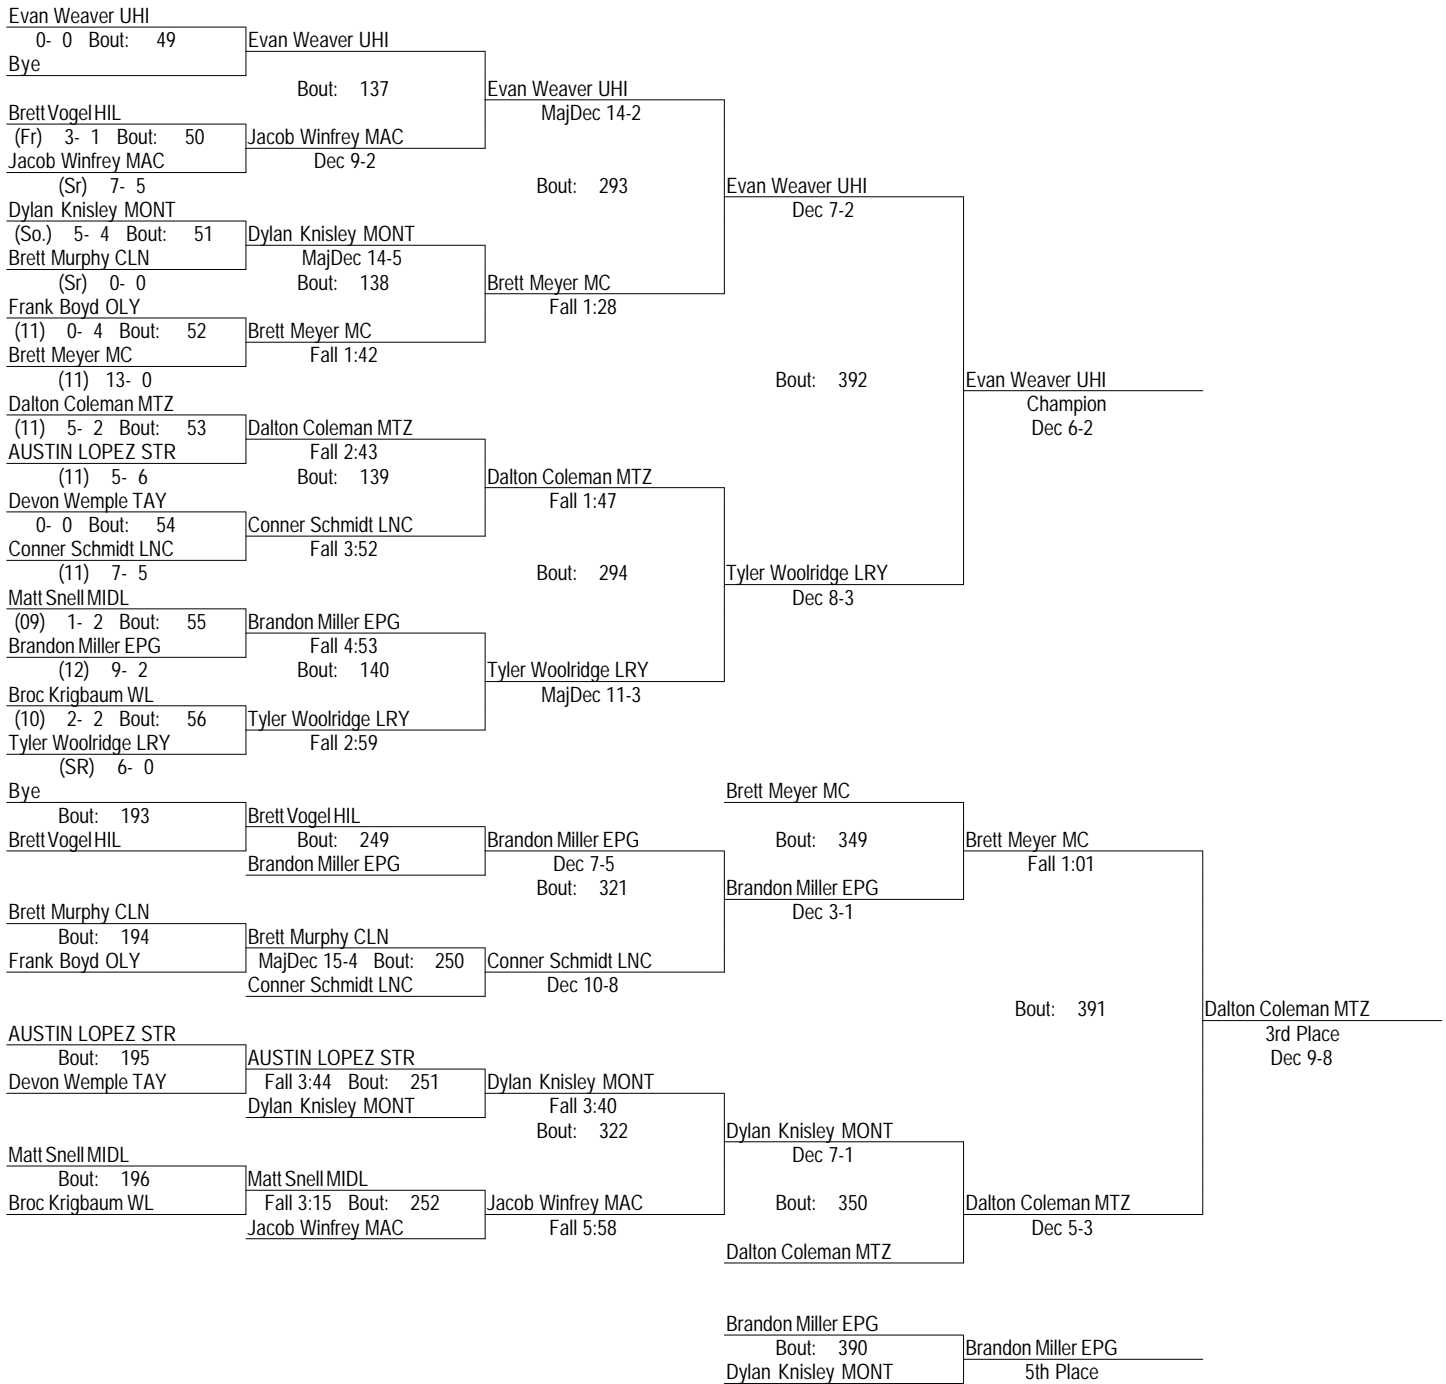 Evan Weaver UHI
0- 0 Bout: 49 Evan Weaver UHI
Bye
Bout: 137 Evan Weaver UHI
Brett Vogel HIL MajDec 14-2
(Fr) 3- 1 Bout: 50 Jacob Winfrey MAC
Jacob Winfrey MAC Dec 9-2
(Sr) 7- 5 Bout: 293 Evan Weaver UHI
Dylan Knisley MONT Dec 7-2
(So.) 5- 4 Bout: 51 Dylan Knisley MONT
Brett Murphy CLN MajDec 14-5
(Sr) 0- 0 Bout: 138 Brett Meyer MC
Frank Boyd OLY Fall 1:28
(11) 0- 4 Bout: 52 Brett Meyer MC
Brett Meyer MC Fall 1:42
(11) 13- 0 Bout: 392 Evan Weaver UHI
Dalton Coleman MTZ Champion
(11) 5- 2 Bout: 53 Dalton Coleman MTZ Dec 6-2
AUSTIN LOPEZ STR Fall 2:43
(11) 5- 6 Bout: 139 Dalton Coleman MTZ
Devon Wemple TAY Fall 1:47
0- 0 Bout: 54 Conner Schmidt LNC
Conner Schmidt LNC Fall 3:52
(11) 7- 5 Bout: 294 Tyler Woolridge LRY
Matt Snell MIDL Dec 8-3
(09) 1- 2 Bout: 55 Brandon Miller EPG
Brandon Miller EPG Fall 4:53
(12) 9- 2 Bout: 140 Tyler Woolridge LRY
Broc Krigbaum WL MajDec 11-3
(10) 2- 2 Bout: 56 Tyler Woolridge LRY
Tyler Woolridge LRY Fall 2:59
(SR) 6- 0
Bye Brett Meyer MC
Bout: 193 Brett Vogel HIL
Brett Vogel HIL Bout: 249 Brandon Miller EPG Bout: 349 Brett Meyer MC
Brandon Miller EPG Dec 7-5 Fall 1:01
Bout: 321 Brandon Miller EPG
Brett Murphy CLN Dec 3-1
Bout: 194 Brett Murphy CLN
Frank Boyd OLY MajDec 15-4 Bout: 250 Conner Schmidt LNC
Conner Schmidt LNC Dec 10-8
Bout: 391 Dalton Coleman MTZ
AUSTIN LOPEZ STR 3rd Place
Bout: 195 AUSTIN LOPEZ STR Dec 9-8
Devon Wemple TAY Fall 3:44 Bout: 251 Dylan Knisley MONT
Dylan Knisley MONT Fall 3:40
Bout: 322 Dylan Knisley MONT
Matt Snell MIDL Dec 7-1
Bout: 196 Matt Snell MIDL
Broc Krigbaum WL Fall 3:15 Bout: 252 Jacob Winfrey MAC Bout: 350 Dalton Coleman MTZ
Jacob Winfrey MAC Fall 5:58 Dec 5-3
Dalton Coleman MTZ
Brandon Miller EPG
Bout: 390 Brandon Miller EPG
Dylan Knisley MONT 5th Place